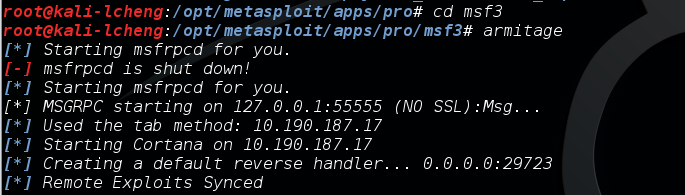 root@kali-lcheng:/opt/metasploit/apps/pro# cd msf3
root@kali-lcheng:/opt/metasploit/apps/pro/msf3# armitage
[*] Starting msfrpcd for you.
[-] msfrpcd is shut down!
[*] Starting msfrpcd for you.
[*] MSGRPC starting on 127.0.0.1:55555 (NO SSL):Msg...
[*] Used the tab method: 10.190.187.17
[*] Starting Cortana on 10.190.187.17
[*] Creating a default reverse handler... 0.0.0.0:29723
[*] Remote Exploits Synced